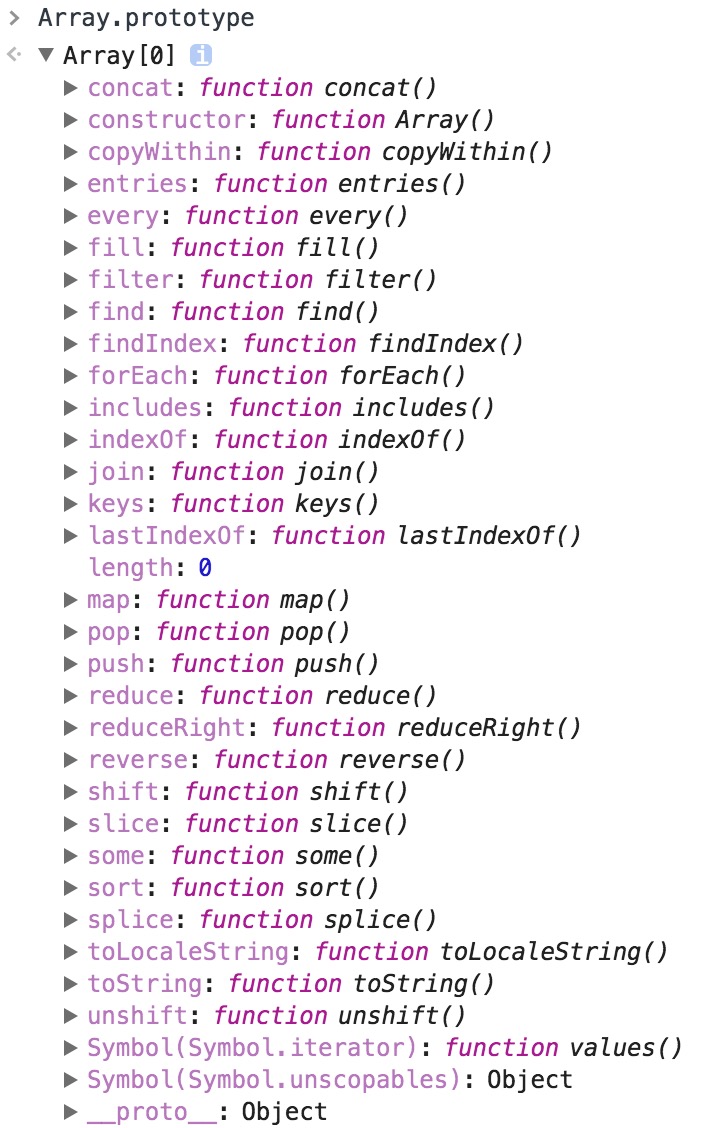 > Array.prototype
Array[0] i
concat: function concat()
constructor: function Array()
copyWithin: function copyWithin()
entries: function entries()
every: function every()
fill: function fill()
filter: function filter()
find: function find()
findIndex: function findIndex()
forEach: function forEach()
includes: function includes()
indexOf: function indexOf()
join: function join()
keys: function keys()
lastIndexOf: function lastIndexOf()
length: 0
map: function map()
pop: function pop()
push: function push()
reduce: function reduce()
reduceRight: function reduceRight()
reverse: function reverse()
shift: function shift()
slice: function slice()
some: function some()
sort: function sort()
splice: function splice()
toLocaleString: function toLocaleString()
toString: function toString()
unshift: function unshift()
Symbol(Symbol.iterator): function values()
Symbol(Symbol.unscopables): Object
__proto__: Object